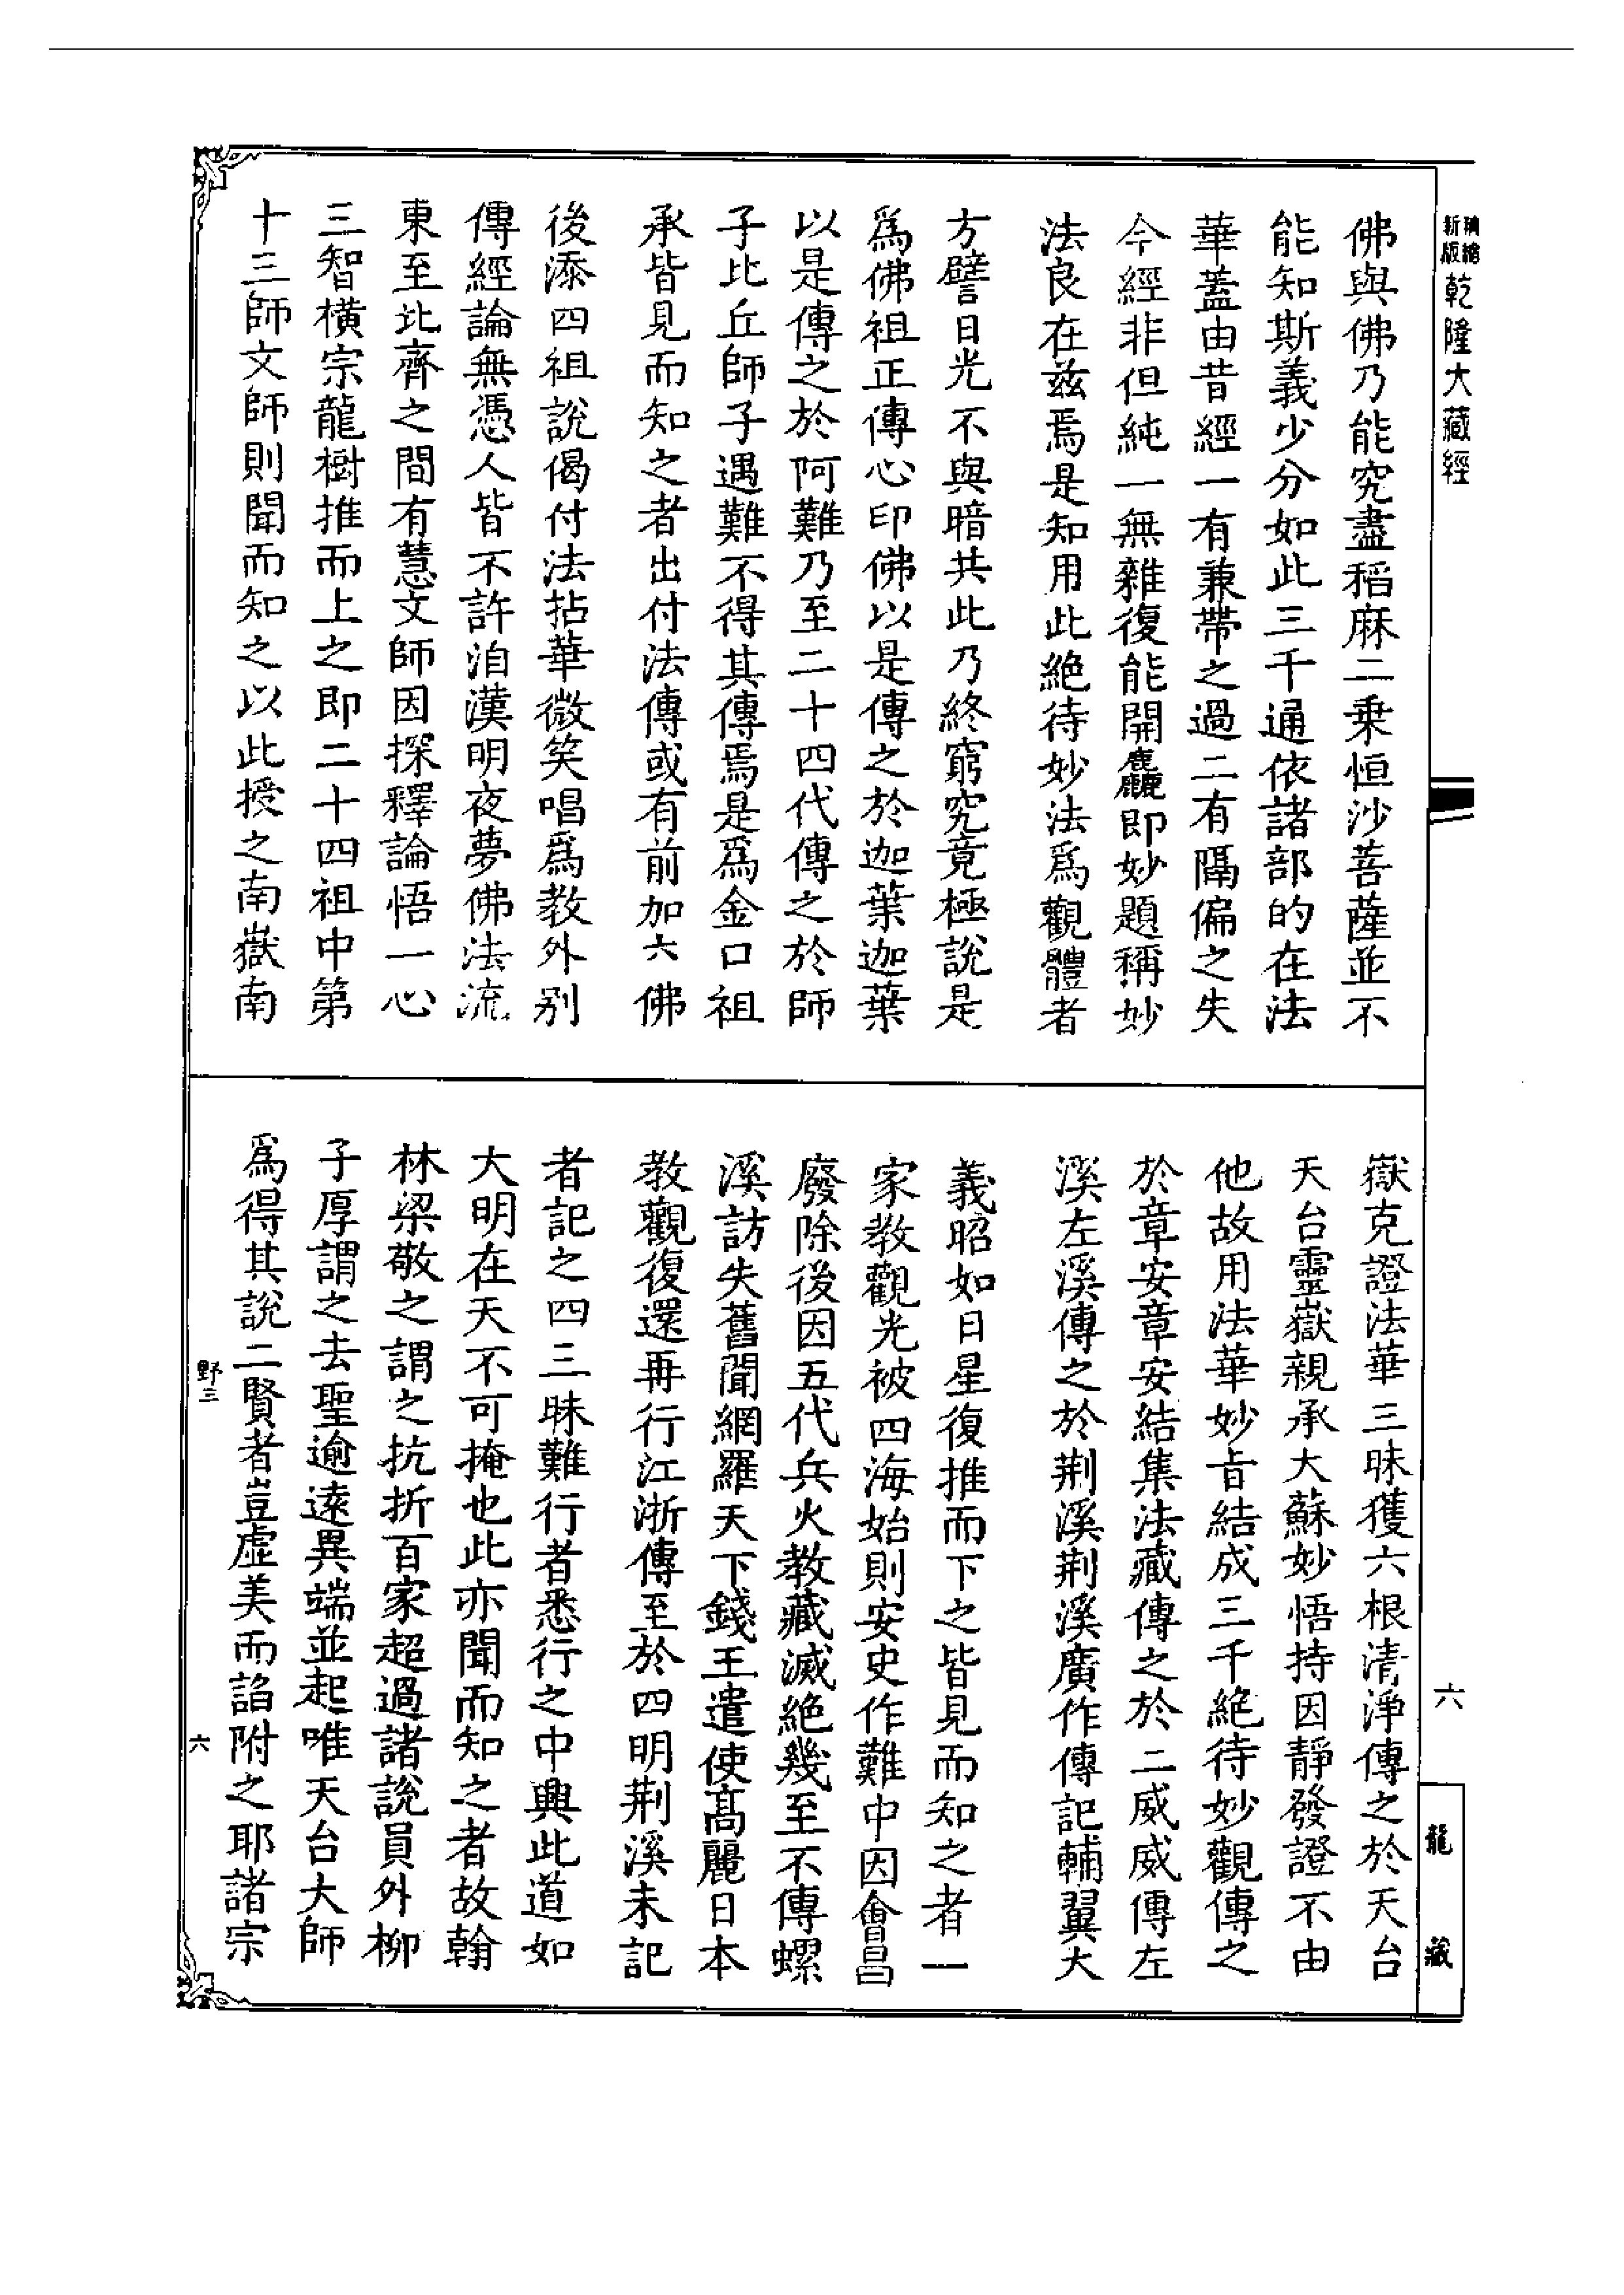 新版
乾隆大藏經
佛與佛乃能究盡稻麻二乗恒沙菩薩並不
能知斯義少分如此三千通依諸部的在法
華蓋由昔經一有兼帶之過二有隔偏之失
今經非但純一無雜復能開麤即妙題稱妙
法良在兹焉是知用此絶待妙法爲觀體者
方譬日光不與暗共此乃終窮究竟極說是
爲佛祖正傳心印佛以是傳之於迦葉迦葉
以是傳之於阿難乃至二十四代傳之於師
子比丘師子遇難不得其傳焉是爲金口祖
承皆見而知之者出付法傳或有前加六佛
後添四祖說偈付法拈華微笑唱爲教外别
傳經論無憑人皆不許洎漢明夜夢佛法流
東至北齊之間有慧文師因探釋論悟一心
三智橫宗龍樹推而上之即二十四祖中第
十三師文師則聞而知之以此授之南嶽南
嶽克證法華三昧獲六根清淨傳之於天台
天台靈嶽親承大蘇妙悟持因靜發證不由
他故用法華妙旨結成三千絶待妙觀傳之
於章安章安結集法藏傳之於二威威傳左
溪左溪傳之於荆溪荆溪廣作傳記輔翼大
義昭如日星復推而下之皆見而知之者一
家教觀光被四海始則安史作難中因會昌
廢除後因五代兵火教藏滅絶幾至不傳螺
溪訪失舊聞網羅天下錢王遣使髙麗日本
教觀復還再行江浙傳至於四明荆溪未記
者記之四三昧難行者悉行之中興此道如
大明在天不可掩也此亦聞而知之者故翰
林梁敬之謂之抗折百家超過諸說員外柳
子厚謂之去聖逾逺異端並起唯天台大師
爲得其說二賢者豈虛美而諂附之耶諸宗
野三
六
六
龍藏